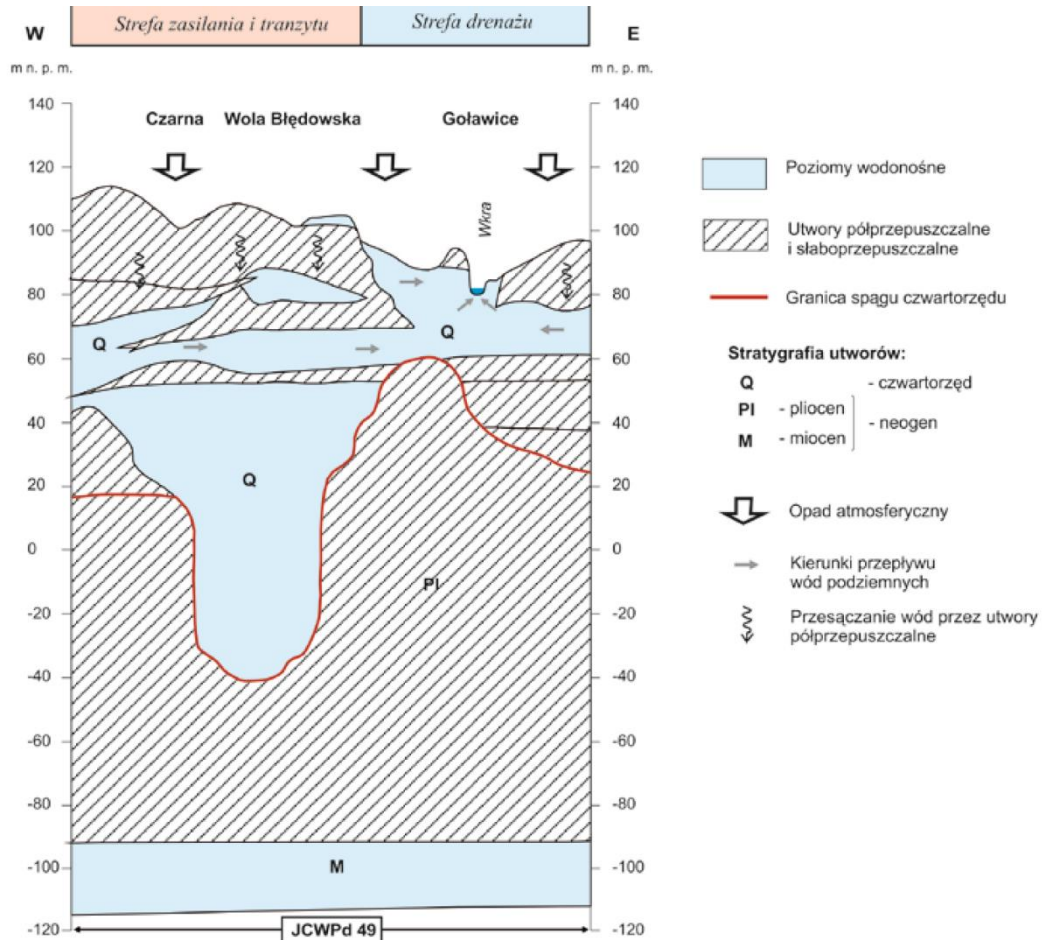 Strefa zasilania i tranzytu
Strefa drenażu
W
E
m n. p. m.
m n. p. m.
Czarna
Wola Błędowska
Goławice
Wkra
140
120
100
80
60
40
20
0
-20
-40
-60
-80
-100
-120
140
120
100
80
60
40
20
0
-20
-40
-60
-80
-100
-120
Q
Q
Q
Pl
M
JCWPd 49
Poziomy wodonośne
Utwory półprzepuszczalne
i słaboprzepuszczalne
Granica spągu czwartorzędu
Stratygrafia utworów:
Q - czwartorzęd
Pl - pliocen
M - miocen
- neogen
Opad atmosferyczny
Kierunki przepływu
wód podziemnych
Przesączanie wód przez utwory
półprzepuszczalne